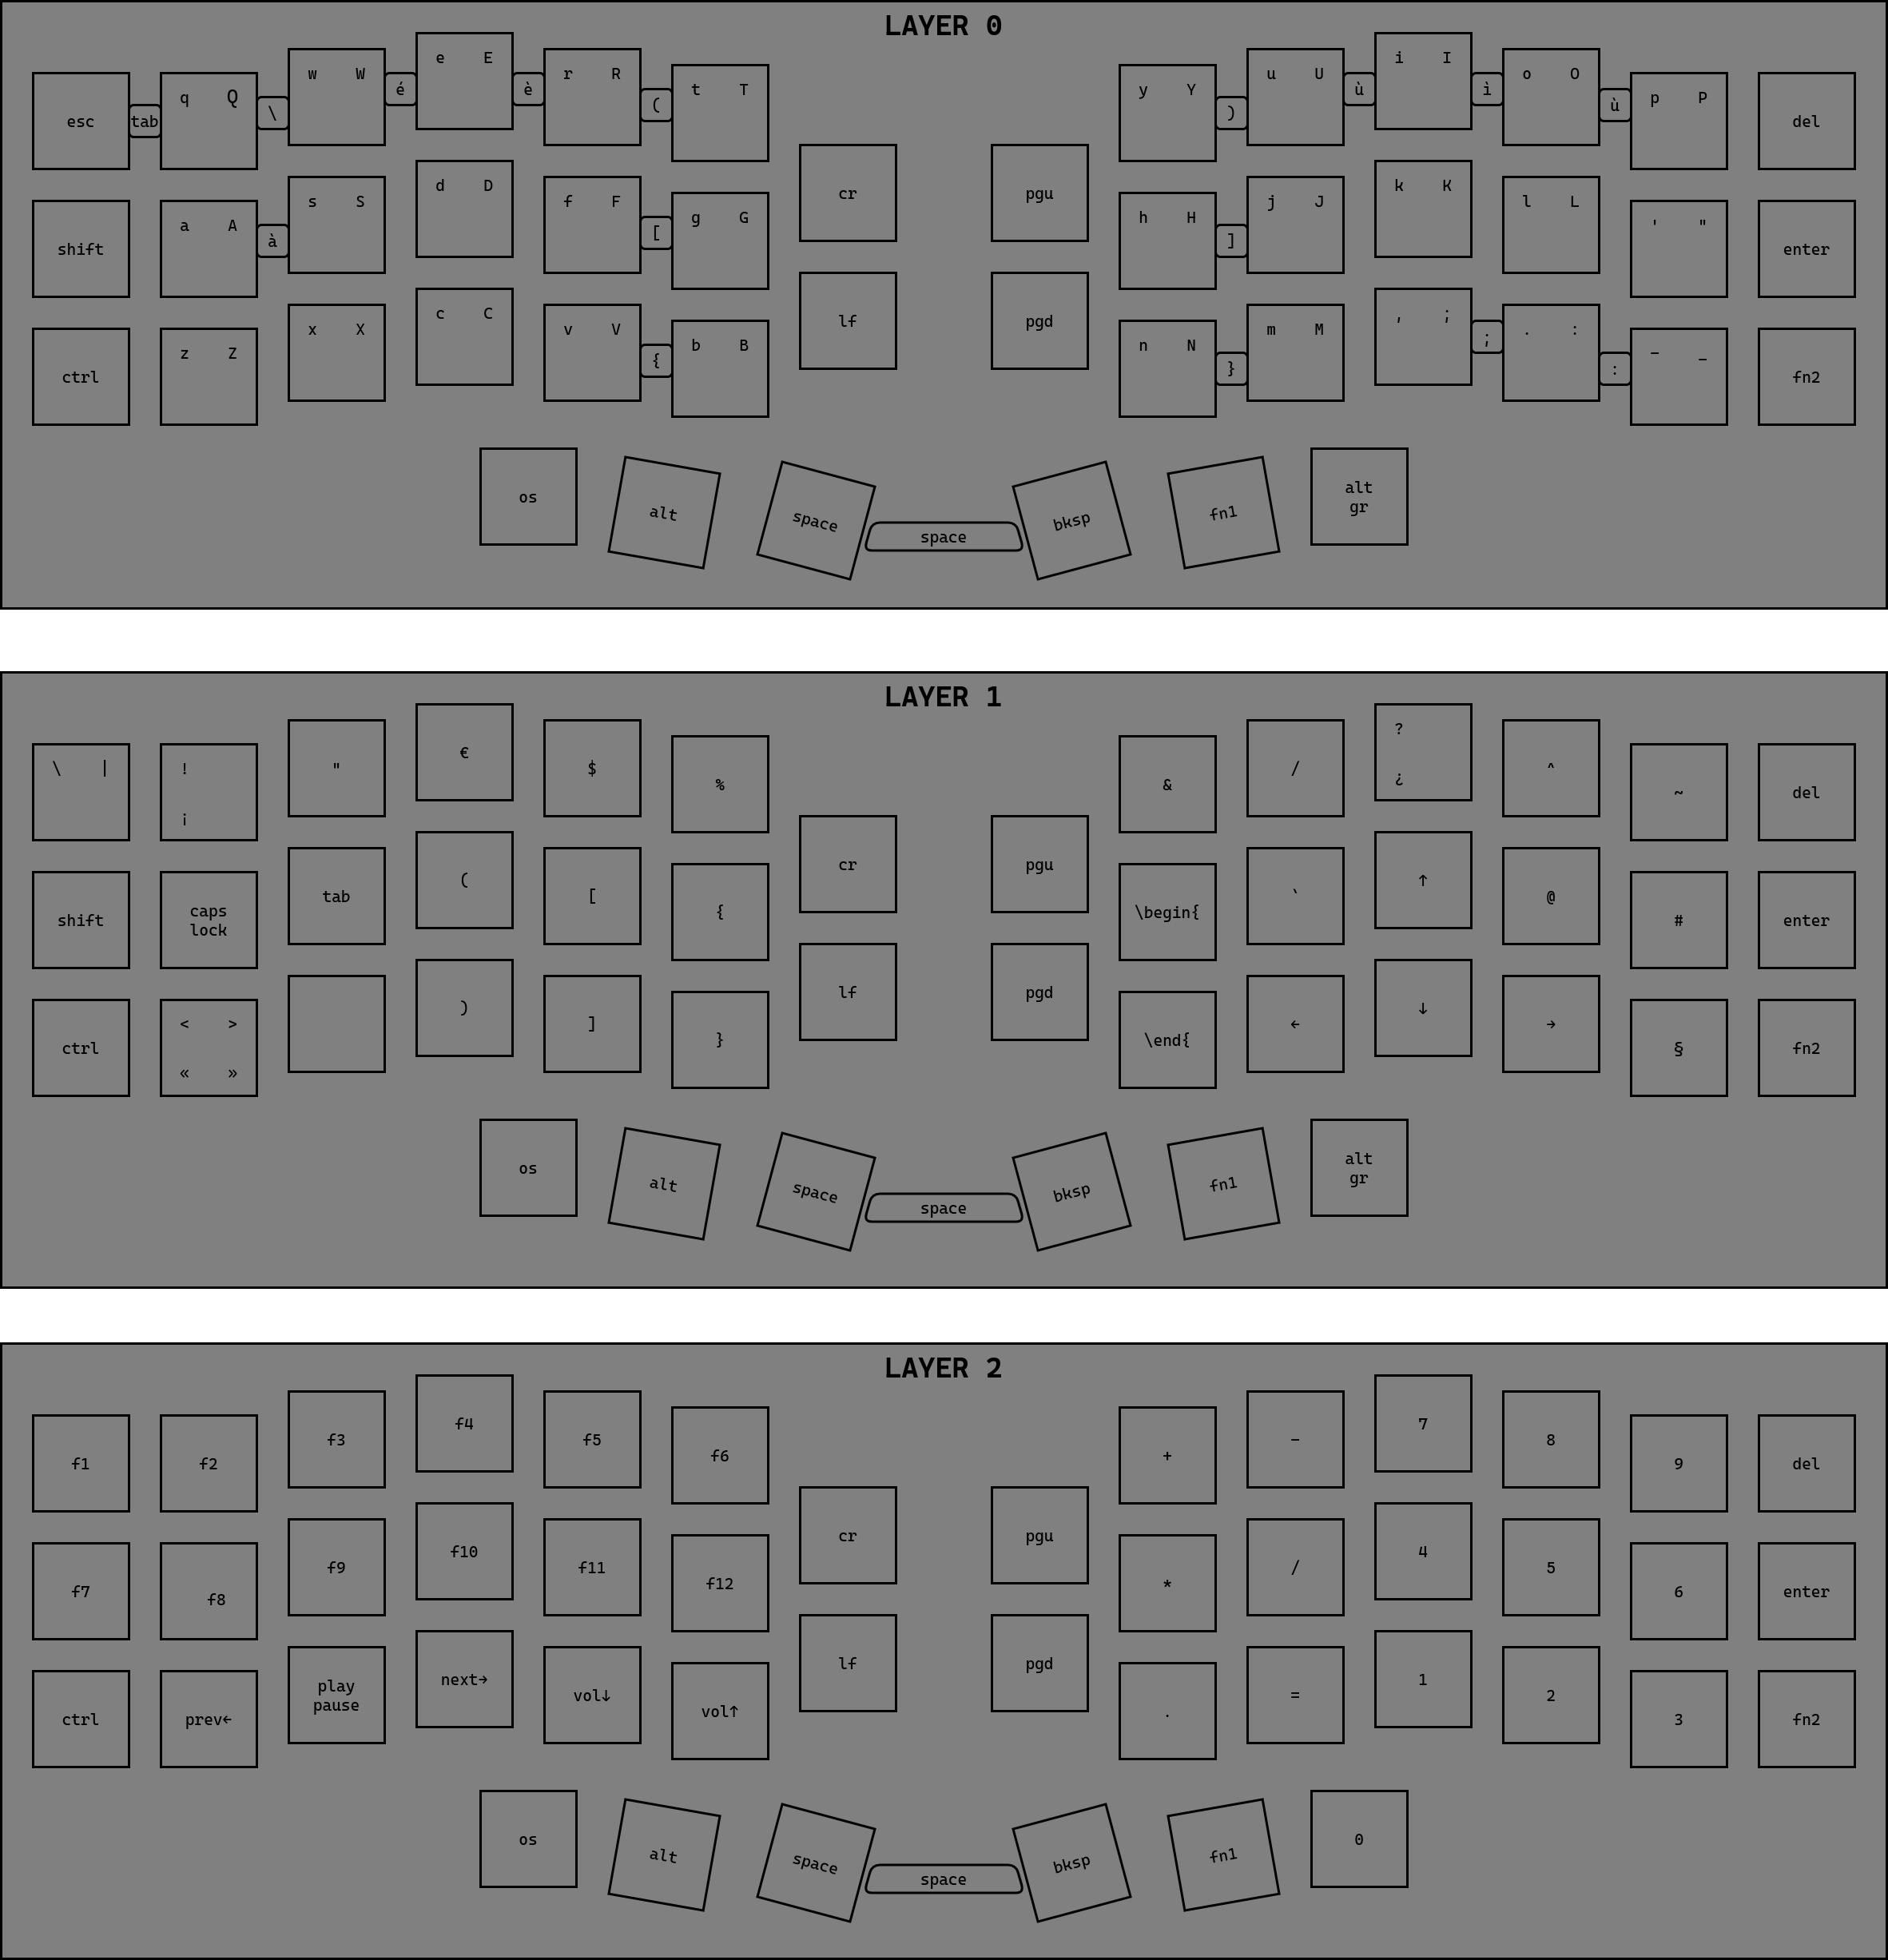 LAYER 0
esc tab q Q \ w W é e E è r R ( t T y Y ) u U ù i I ì o O ù p P del
cr pgu
shift a A à s S d D f F [ g G h H ] j J k K l L ' " enter
lf pgd
ctrl z Z x X c C v V { b B n N } m M , ; ; . : : – _ fn2
os alt space space bksp fn1 alt
gr
LAYER 1
\ | ! " € $ % & / ? ^ ~ del
¡ ¿
cr pgu
shift caps
lock tab ( [ { \begin{ ` ↑ @ # enter
lf pgd
ctrl < > ) ] } \end{ ← ↓ → § fn2
« »
os alt space space bksp fn1 alt
gr
LAYER 2
f1 f2 f3 f4 f5 f6 + – 7 8 9 del
cr pgu
f7 f8 f9 f10 f11 f12 * / 4 5 6 enter
lf pgd
ctrl prev← play
pause next→ vol↓ vol↑ . = 1 2 3 fn2
os alt space space bksp fn1 0